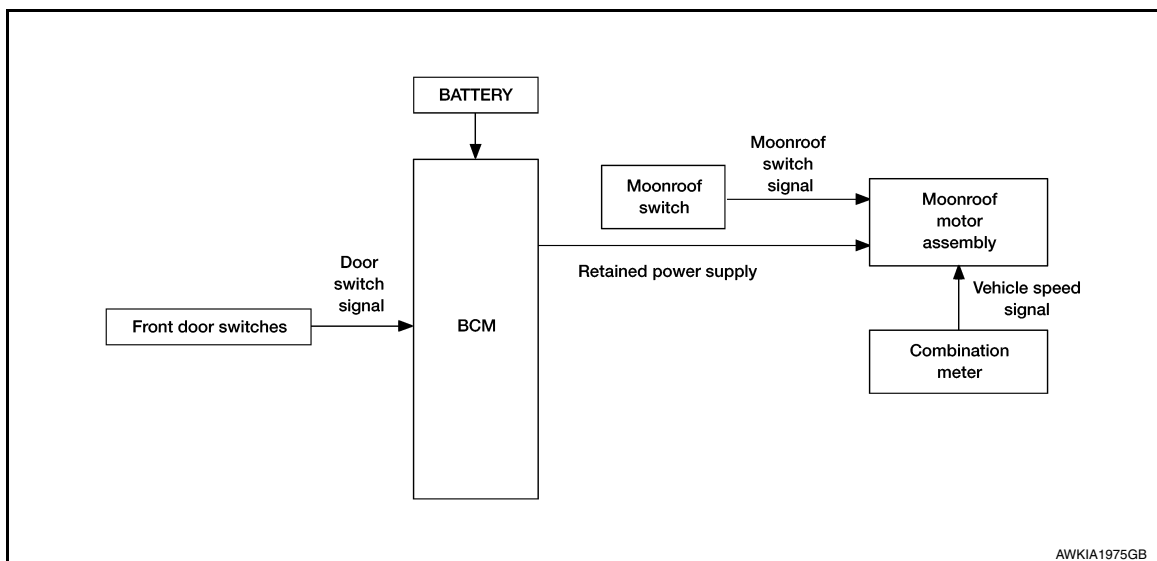 BATTERY
Moonroof
switch
signal
Moonroof
switch
Moonroof
motor
assembly
Door
switch
signal
Retained power supply
Vehicle speed
signal
Front door switches
BCM
Combination
meter
AWKIA1975GB